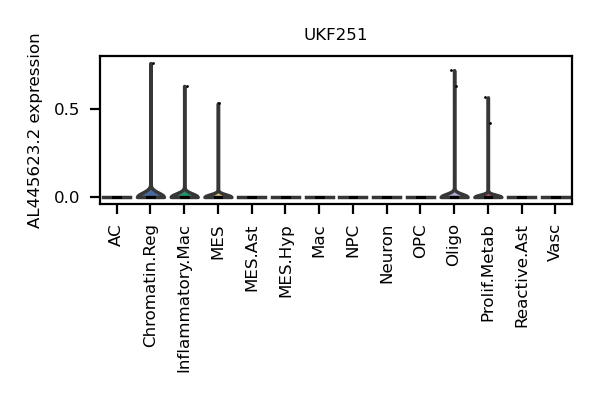 UKF251
AL445623.2 expression
0.5
0.0
AC
Chromatin.Reg
Inflammatory.Mac
MES
MES.Ast
MES.Hyp
Mac
NPC
Neuron
OPC
Oligo
Prolif.Metab
Reactive.Ast
Vasc